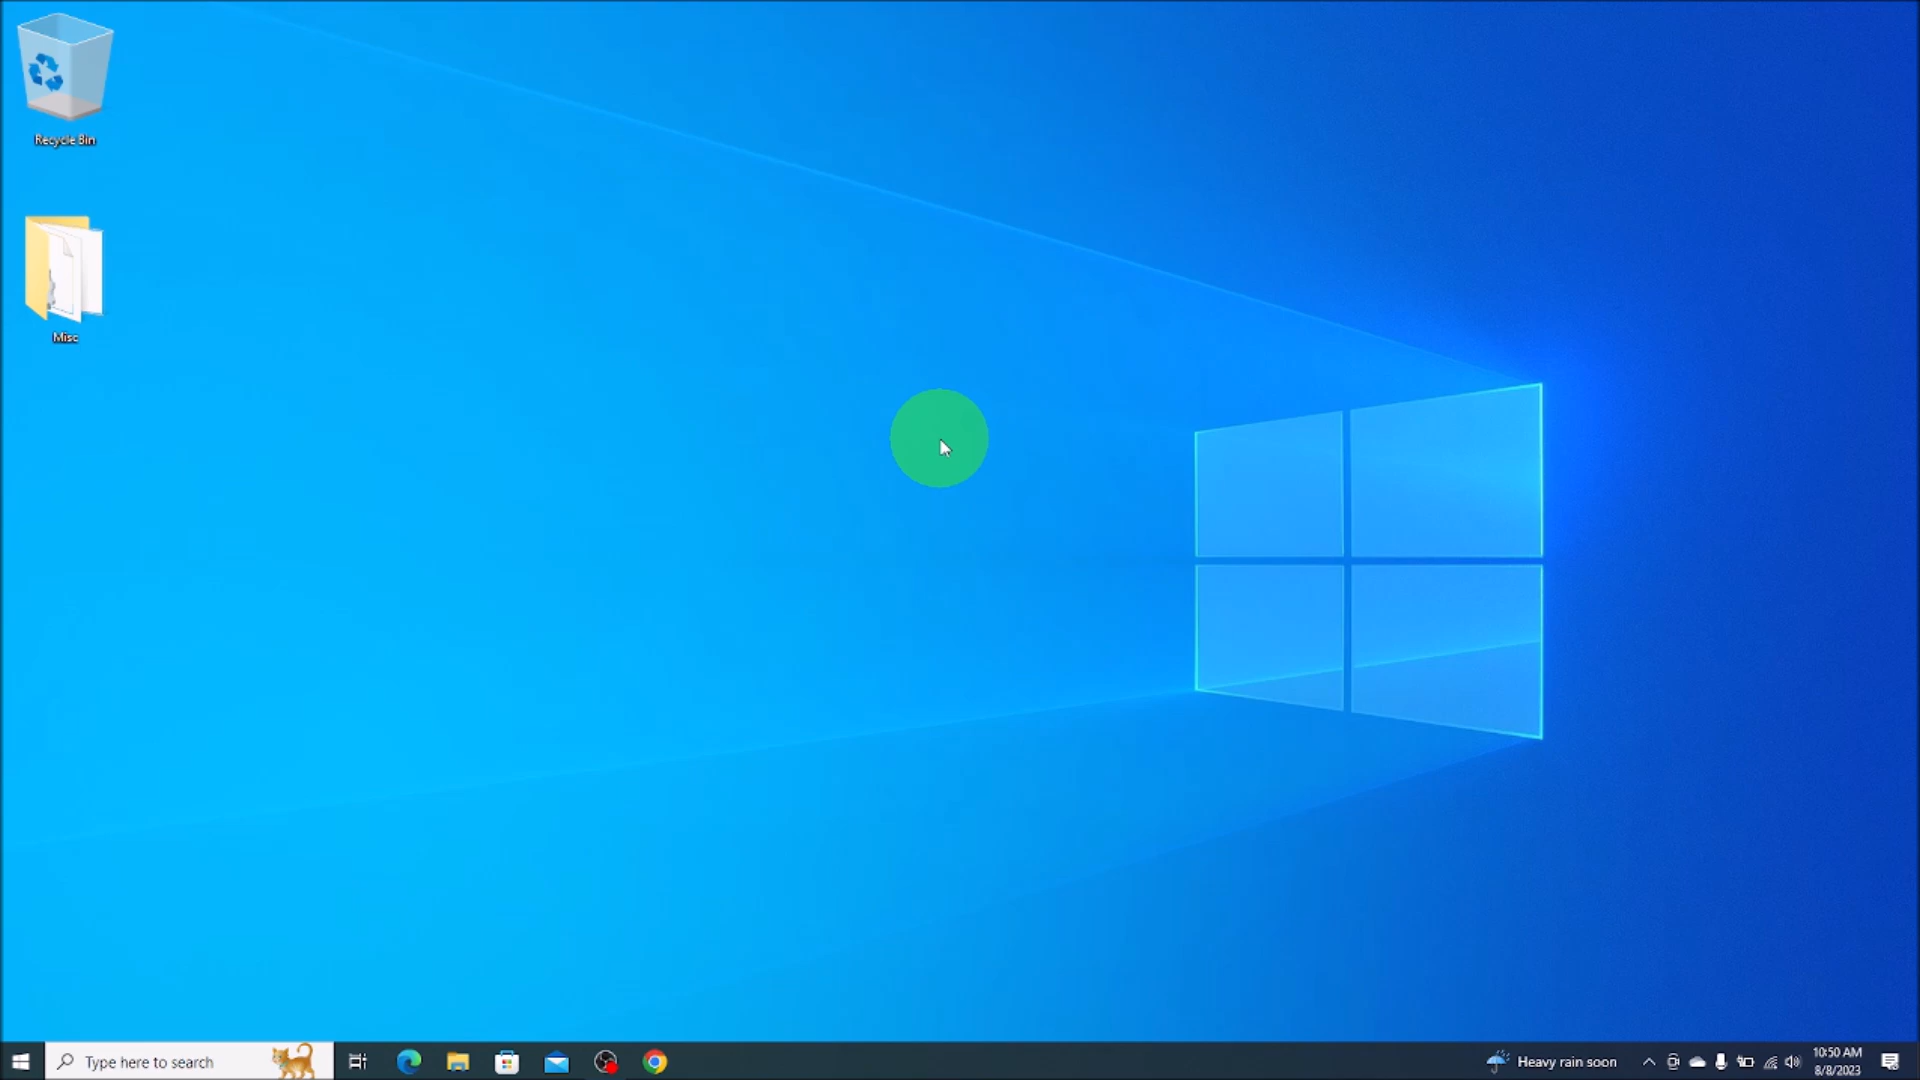 Recycle Bin
Misc
Type here to search
Heavy rain soon
10:50 AM
8/8/2023